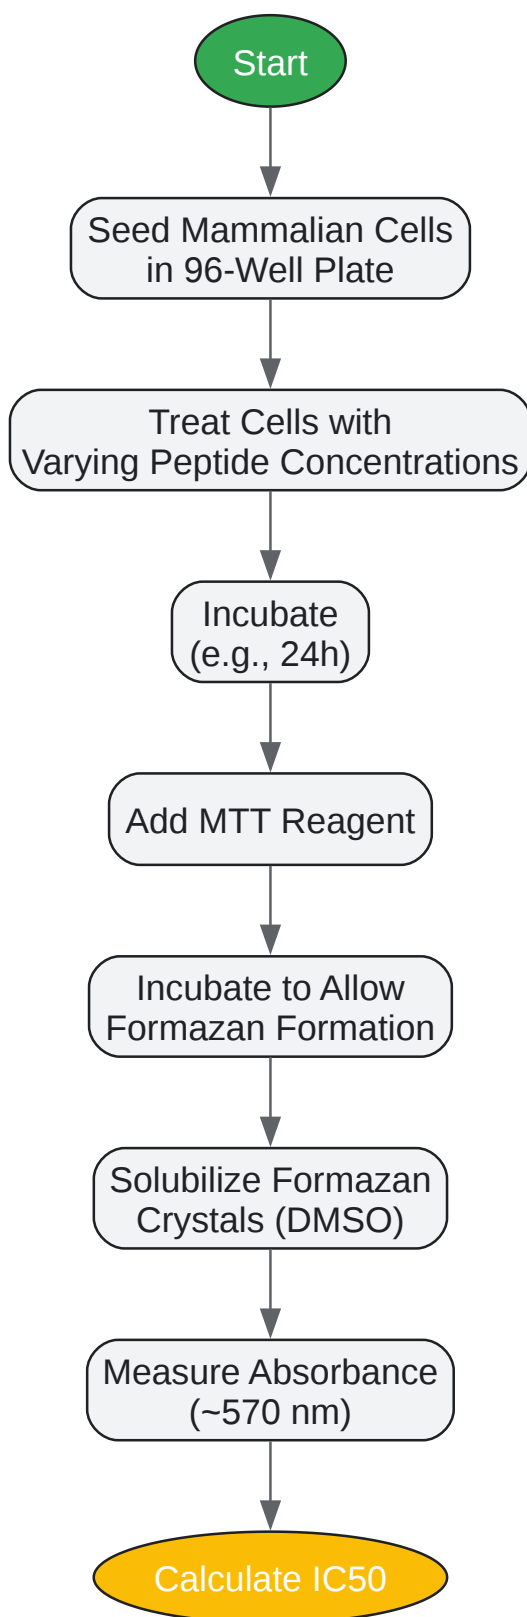 Start
Seed Mammalian Cells
in 96-Well Plate
Treat Cells with
Varying Peptide Concentrations
Incubate
(e.g., 24h)
Add MTT Reagent
Incubate to Allow
Formazan Formation
Solubilize Formazan
Crystals (DMSO)
Measure Absorbance
(~570 nm)
Calculate IC50